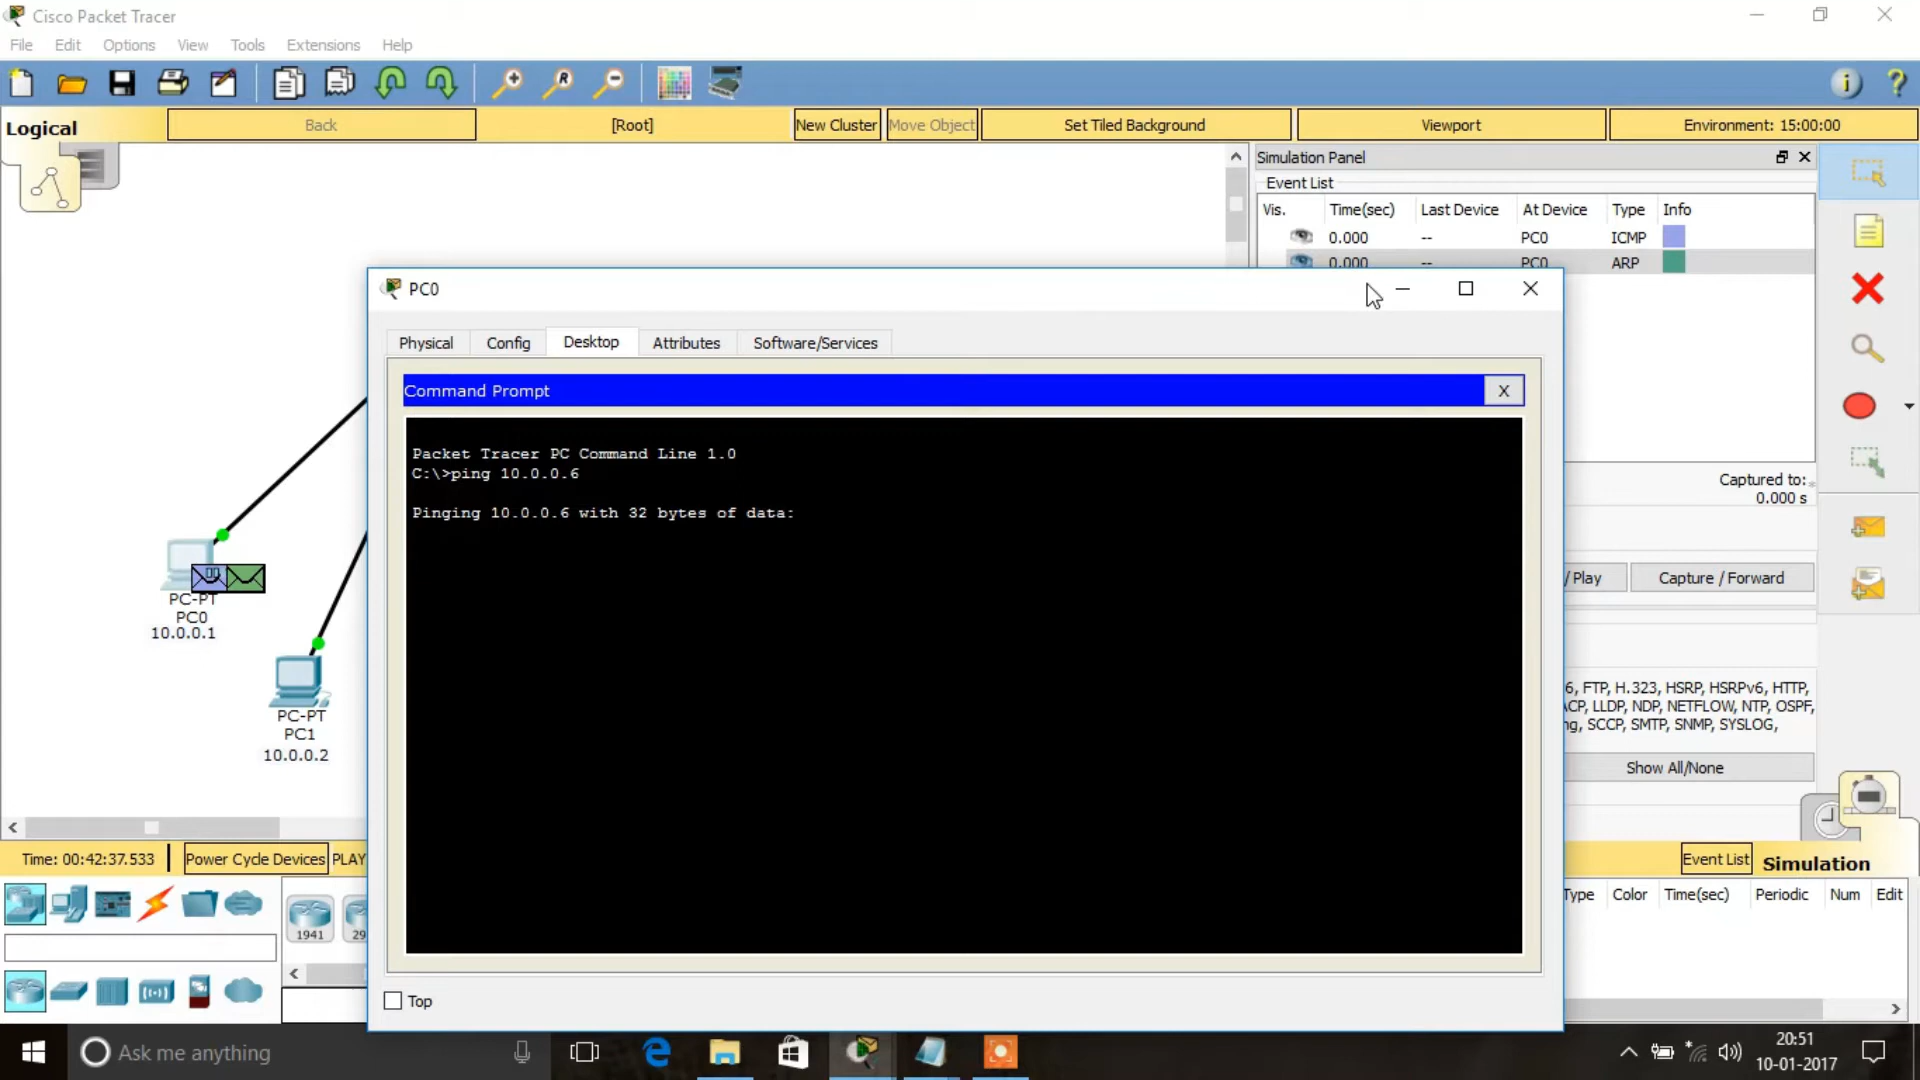 Cisco Packet Tracer
File Edit Options View Tools Extensions Help
Logical
Back
[Root]
New Cluster
Move Object
Set Tiled Background
Viewport
Environment: 15:00:00
Simulation Panel
Event List
Vis. Time(sec) Last Device At Device Type Info
0.000 -- PC0 ICMP
0.000 -- PC0 ARP
PC0
Physical Config Desktop Attributes Software/Services
Command Prompt
X
Packet Tracer PC Command Line 1.0
C:\>ping 10.0.0.6
Pinging 10.0.0.6 with 32 bytes of data:
Top
PC-PT
PC0
10.0.0.1
PC-PT
PC1
10.0.0.2
Captured to:
0.000 s
/ Play
Capture / Forward
6, FTP, H.323, HSRP, HSRPv6, HTTP,
CP, LLDP, NDP, NETFLOW, NTP, OSPF,
ng, SCCP, SMTP, SNMP, SYSLOG,
Show All/None
Time: 00:42:37.533
Power Cycle Devices
PLAY
Event List
Simulation
Type Color Time(sec) Periodic Num Edit
1941
29
Ask me anything
20:51
10-01-2017